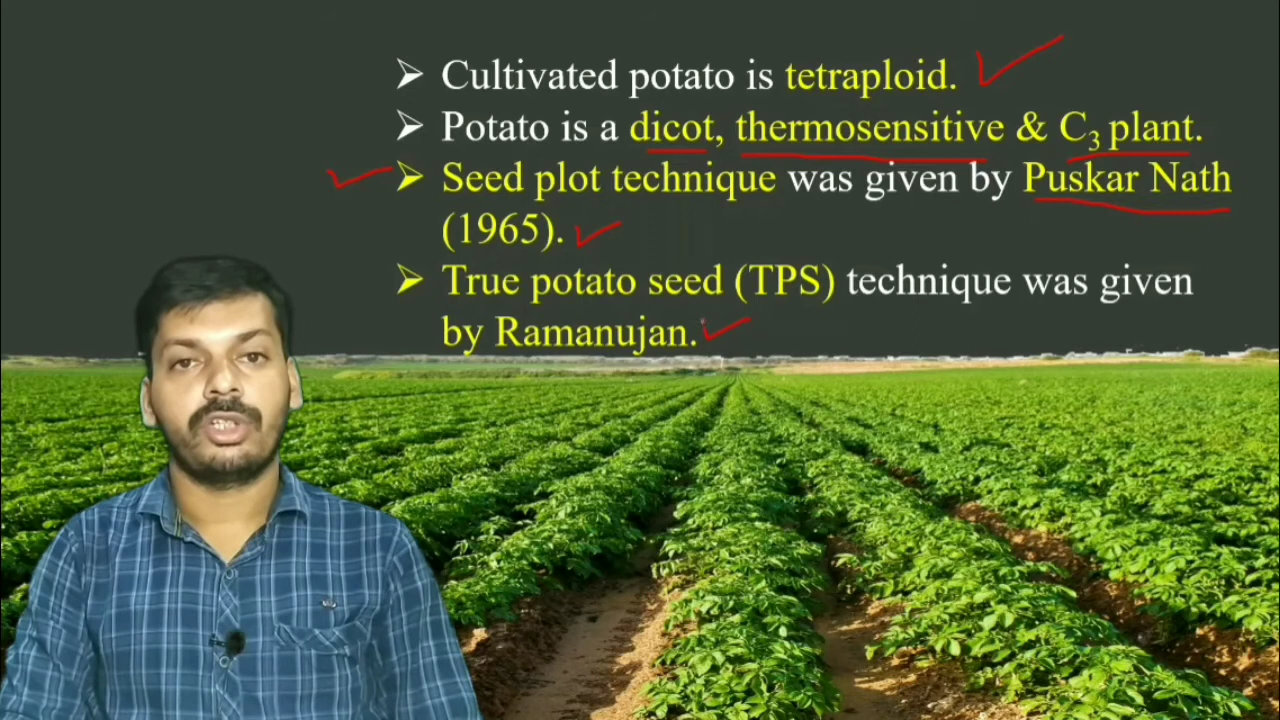 ➢ Cultivated potato is tetraploid.
➢ Potato is a dicot, thermosensitive & C₃ plant.
➢ Seed plot technique was given by Puskar Nath
(1965).
➢ True potato seed (TPS) technique was given
by Ramanujan.